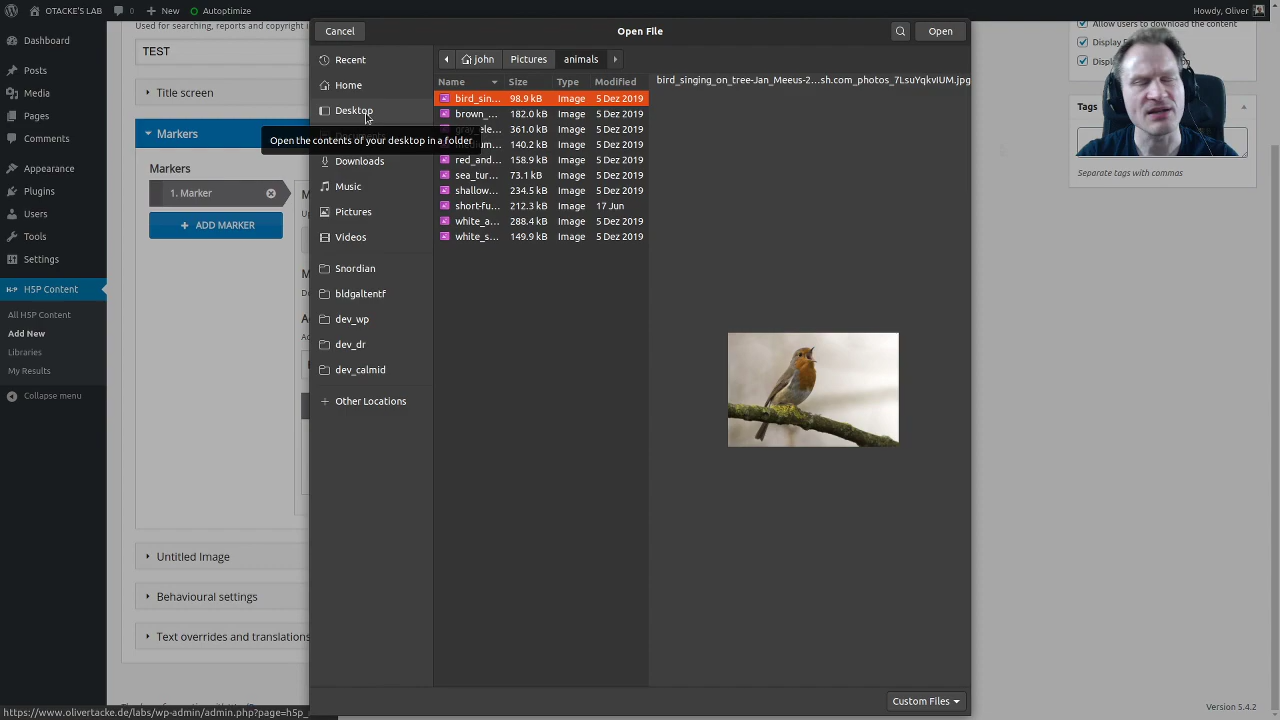 OTACKE'S LAB 0 New Autoptimize Howdy, Oliver
Dashboard
Posts
Media
Pages
Comments
Appearance
Plugins
Users
Tools
Settings
H5P Content
All H5P Content
Add New
Libraries
My Results
Collapse menu
Used for searching, reports and copyright in
TEST
Title screen
Markers
Markers
1. Marker
ADD MARKER
Untitled Image
Behavioural settings
Text overrides and translations
Cancel
Open File
Open
Recent
Home
Desktop
Open the contents of your desktop in a folder
Downloads
Music
Pictures
Videos
Snordian
bldgaltentf
dev_wp
dev_dr
dev_calmid
Other Locations
john Pictures animals
Name Size Type Modified
bird_sin... 98.9 kB Image 5 Dez 2019
brown_... 182.0 kB Image 5 Dez 2019
gray_ele... 361.0 kB Image 5 Dez 2019
140.2 kB Image 5 Dez 2019
red_and... 158.9 kB Image 5 Dez 2019
sea_tur... 73.1 kB Image 5 Dez 2019
shallow... 234.5 kB Image 5 Dez 2019
short-fu... 212.3 kB Image 17 Jun
white_a... 288.4 kB Image 5 Dez 2019
white_s... 149.9 kB Image 5 Dez 2019
bird_singing_on_tree-Jan_Meeus-2...sh.com_photos_7LsuYqkvIUM.jpg
Custom Files
Allow users to download the content
Display
Display
Tags
Separate tags with commas
Version 5.4.2
https://www.olivertacke.de/labs/wp-admin/admin.php?page=h5p_